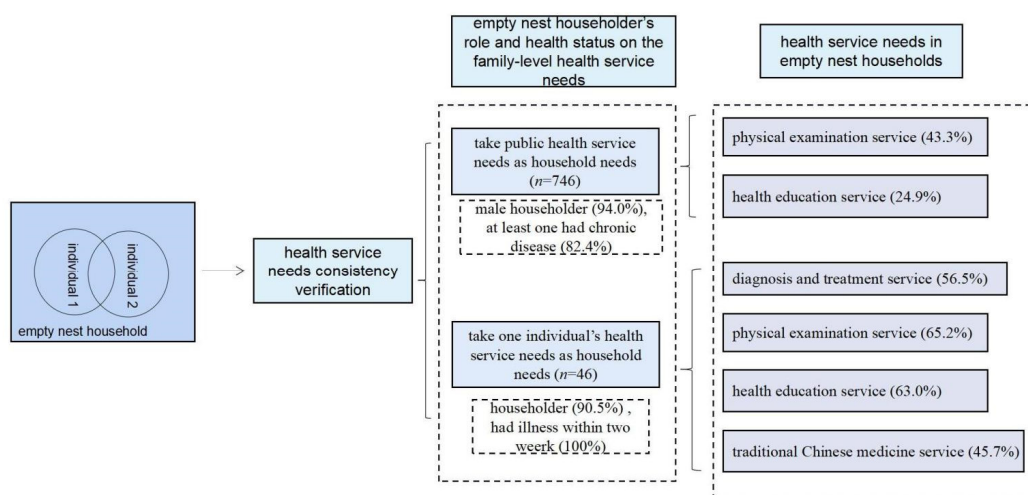 empty nest householder's
role and health status on the
family-level health service
needs
health service needs in
empty nest households
individual 1
individual 2
empty nest household
health service
needs consistency
verification
take public health service
needs as household needs
(n=746)
male householder (94.0%),
at least one had chronic
disease (82.4%)
take one individual's health
service needs as household
needs (n=46)
householder (90.5%) ,
had illness within two
weerk (100%)
physical examination service (43.3%)
health education service (24.9%)
diagnosis and treatment service (56.5%)
physical examination service (65.2%)
health education service (63.0%)
traditional Chinese medicine service (45.7%)